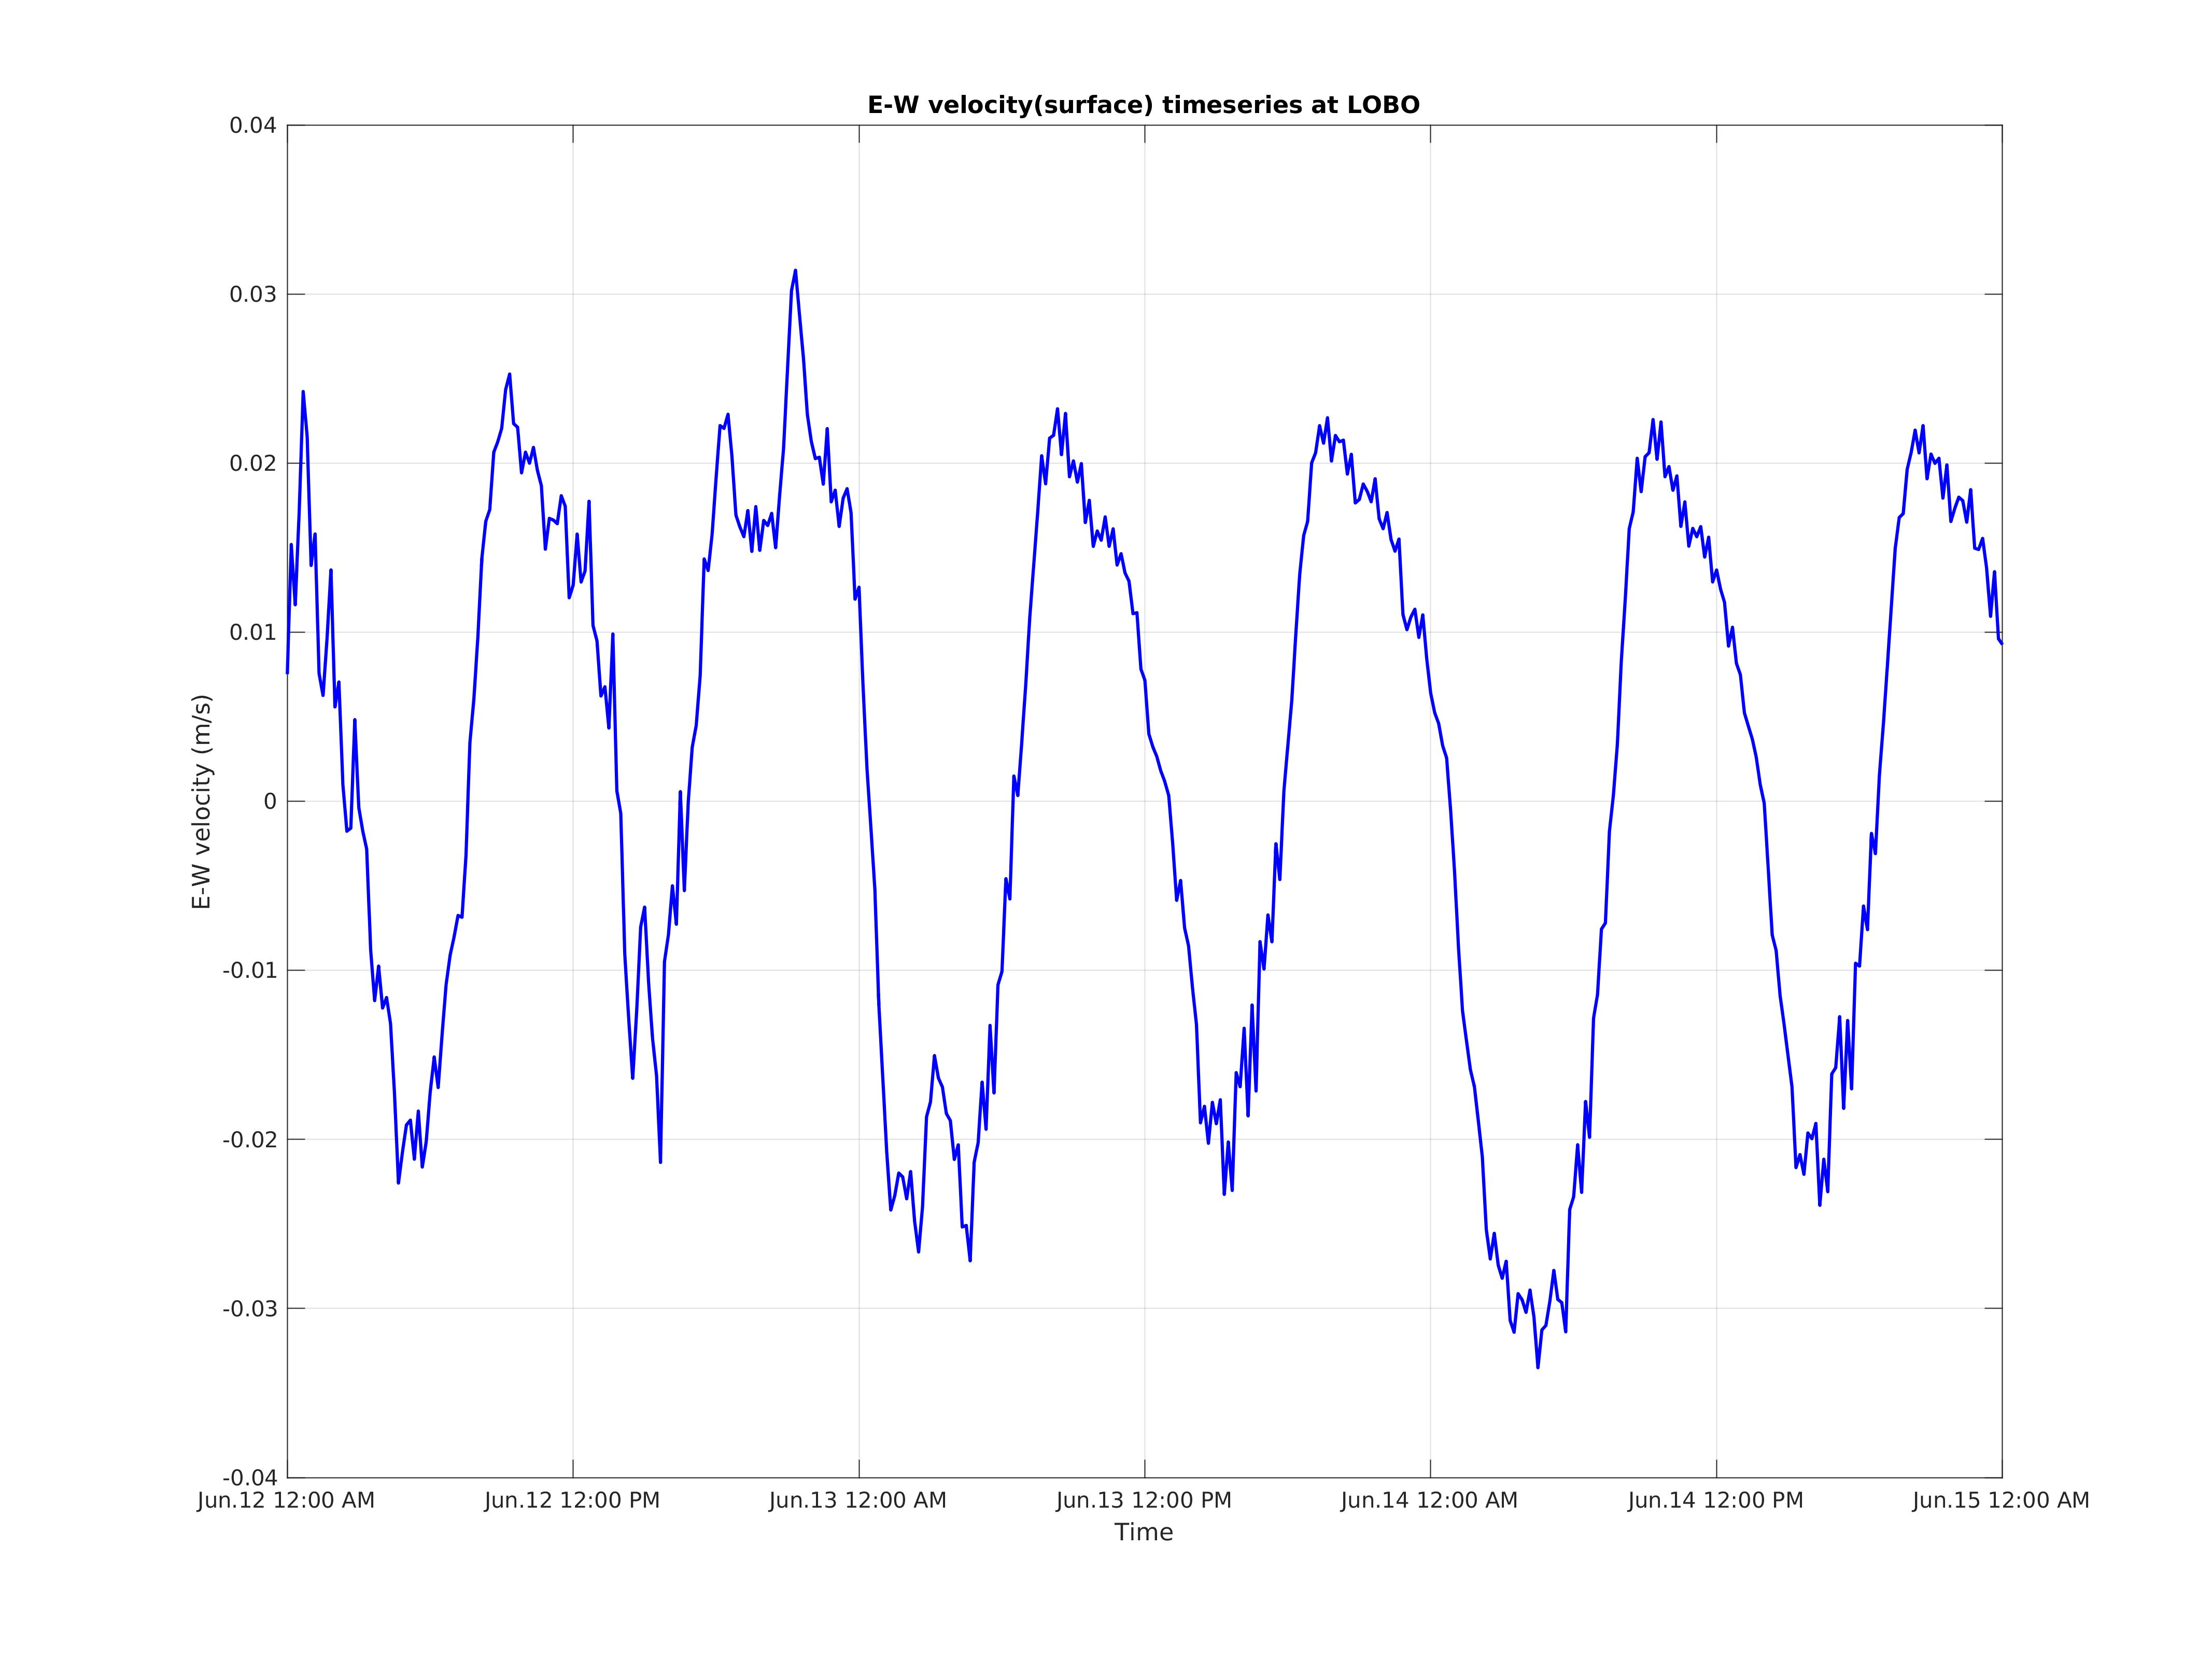 E-W velocity(surface) timeseries at LOBO
0.04
0.03
0.02
0.01
0
-0.01
-0.02
-0.03
-0.04
E-W velocity (m/s)
Jun.12 12:00 AM Jun.12 12:00 PM Jun.13 12:00 AM Jun.13 12:00 PM Jun.14 12:00 AM Jun.14 12:00 PM Jun.15 12:00 AM
Time